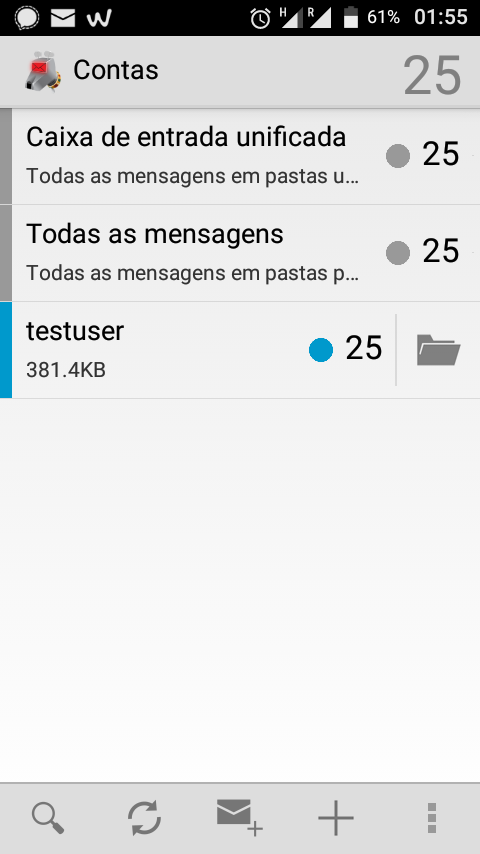 H R 61% 01:55
Contas 25
Caixa de entrada unificada
25
Todas as mensagens em pastas u...
Todas as mensagens
25
Todas as mensagens em pastas p...
testuser
25
381.4KB